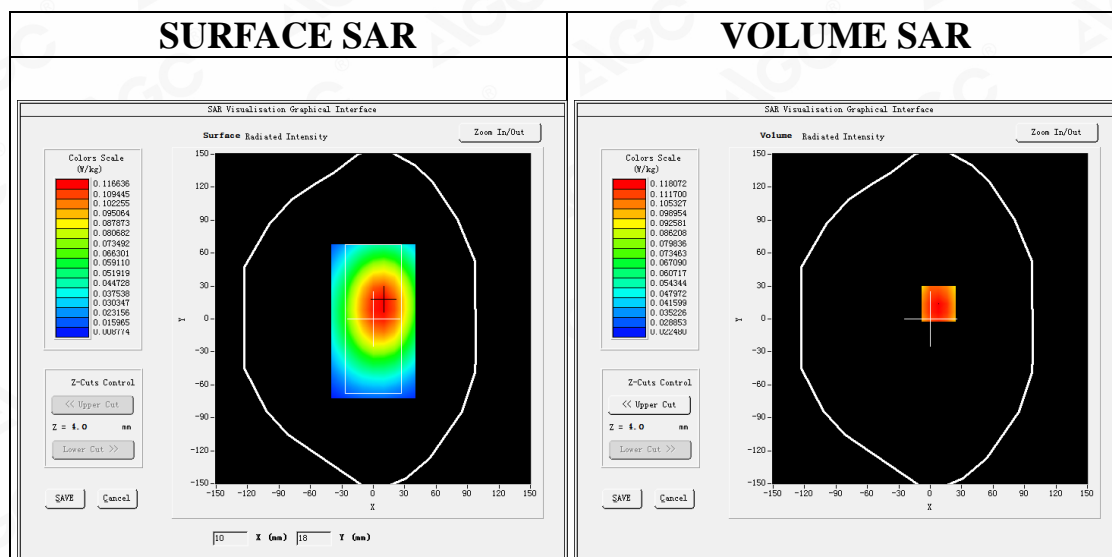 SURFACE SAR
VOLUME SAR
SAR Visualisation Graphical Interface
Surface Radiated Intensity
Zoom In/Out
Colors Scale
(W/kg)
0.116636
0.109445
0.102255
0.095064
0.087873
0.080682
0.073492
0.066301
0.059110
0.051919
0.044728
0.037538
0.030347
0.023156
0.015965
0.008774
150
120
90
60
30
0
-30
-60
-90
-120
-150
Y
-150 -120 -90 -60 -30 0 30 60 90 120 150
X
Z-Cuts Control
<< Upper Cut
Z = 4.0 mm
Lower Cut >>
SAVE Cancel
10 X (mm) 18 Y (mm)
SAR Visualisation Graphical Interface
Volume Radiated Intensity
Zoom In/Out
Colors Scale
(W/kg)
0.118072
0.111700
0.105327
0.098954
0.092581
0.086208
0.079836
0.073463
0.067090
0.060717
0.054344
0.047972
0.041599
0.035226
0.028853
0.022480
150
120
90
60
30
0
-30
-60
-90
-120
-150
Y
-150 -120 -90 -60 -30 0 30 60 90 120 150
X
Z-Cuts Control
<< Upper Cut
Z = 4.0 mm
Lower Cut >>
SAVE Cancel